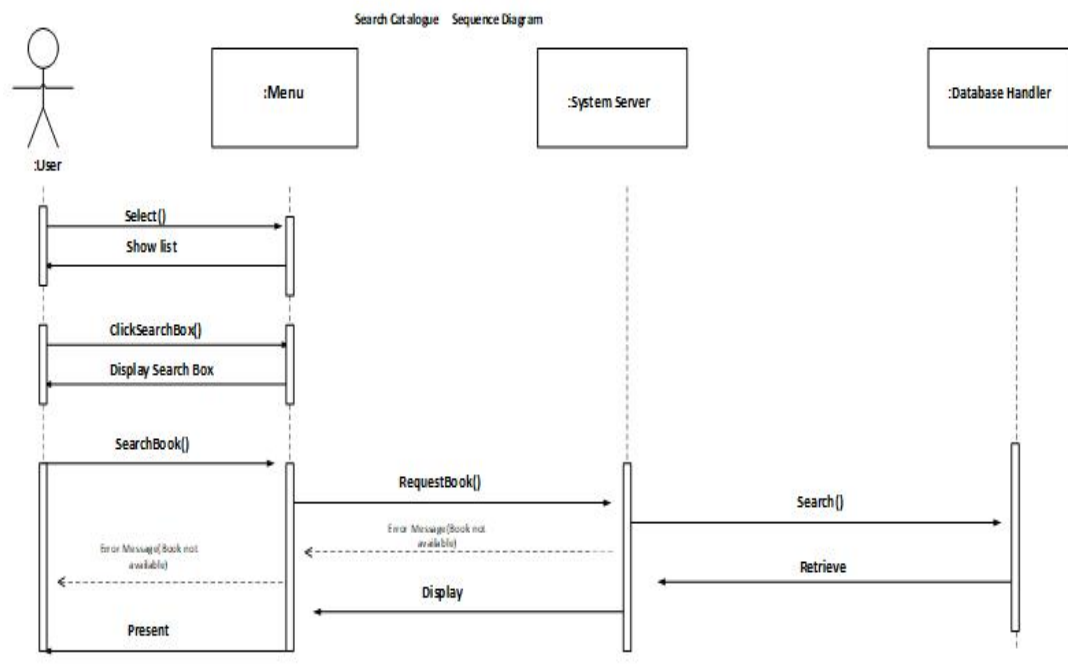 Search Catalogue Sequence Diagram
:Menu
:System Server
:Database Handler
:User
Select()
Show list
ClickSearchBox()
Display Search Box
SearchBook()
RequestBook()
Search()
Error Message(Book not
available)
Error Message(Book not
available)
Retrieve
Display
Present